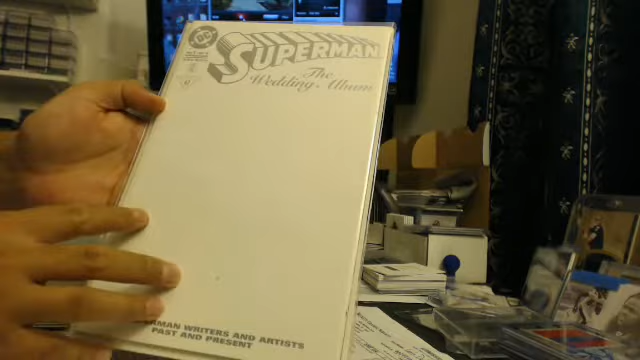 DC
SUPERMAN
The
Wedding Album
MAN WRITERS AND ARTISTS
PAST AND PRESENT